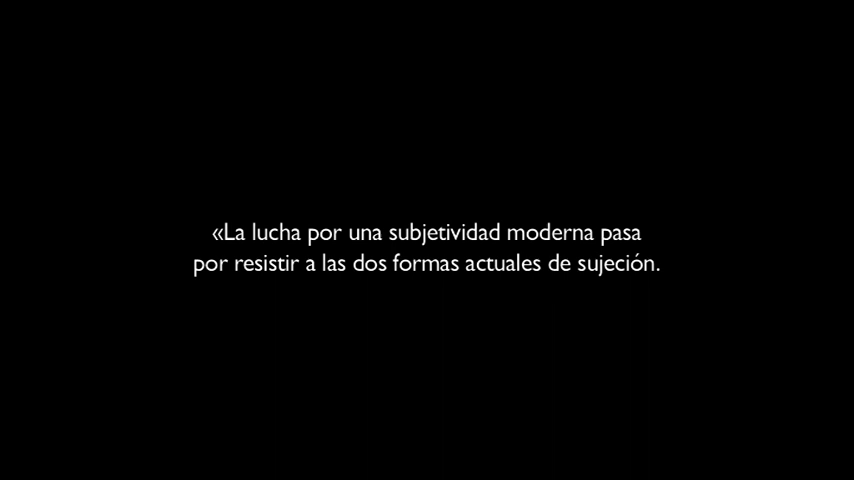 «La lucha por una subjetividad moderna pasa
por resistir a las dos formas actuales de sujeción.